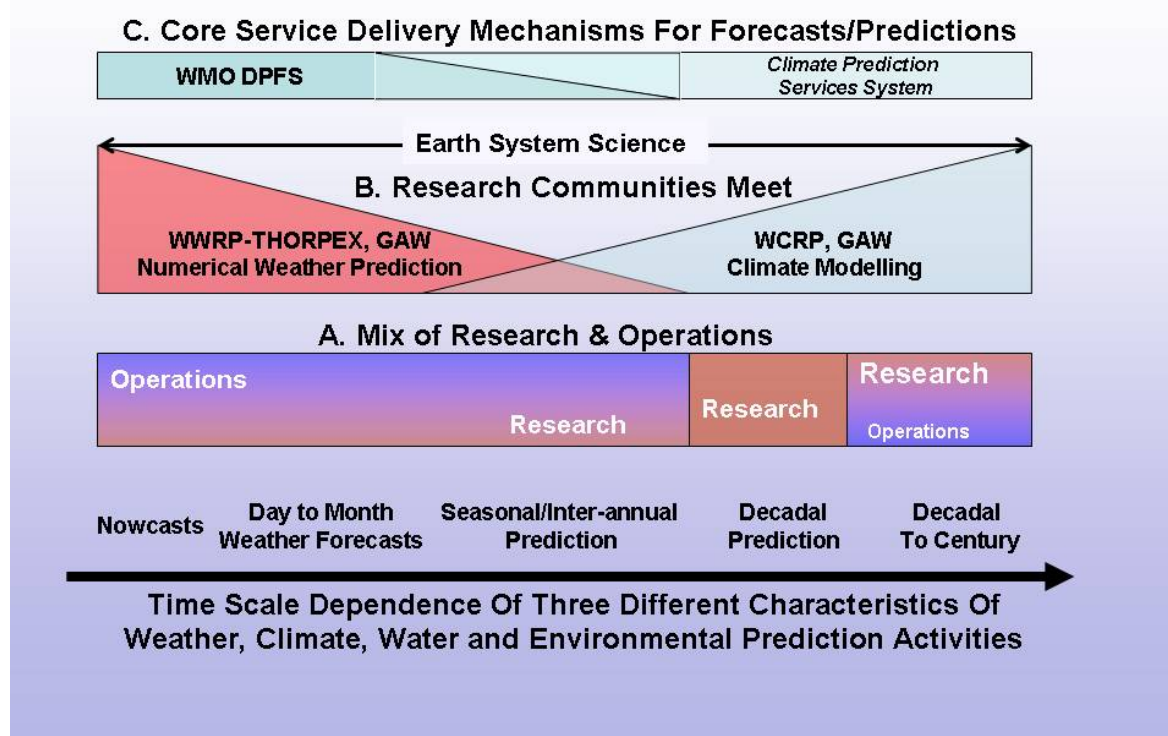 C. Core Service Delivery Mechanisms For Forecasts/Predictions
WMO DPFS
Climate Prediction
Services System
Earth System Science
B. Research Communities Meet
WWRP-THORPEX, GAW
Numerical Weather Prediction
WCRP, GAW
Climate Modelling
A. Mix of Research & Operations
Operations
Research
Research
Research
Operations
Nowcasts
Day to Month
Weather Forecasts
Seasonal/Inter-annual
Prediction
Decadal
Prediction
Decadal
To Century
Time Scale Dependence Of Three Different Characteristics Of
Weather, Climate, Water and Environmental Prediction Activities